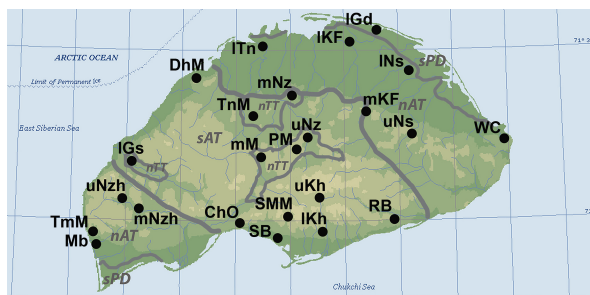 lGd
71° 2
ARCTIC OCEAN
lTn
lKF
Limit of Permanent Ice
DhM
lNs
sPD
mNz
mKF
nAT
TnM
nTT
East Siberian Sea
uNz
uNs
WC
sAT
PM
lGs
mM
nTT
nTT
uNzh
uKh
mNzh
ChO
SMM
RB
72°
TmM
lKh
nAT
SB
Mb
sPD
Chukchi Sea